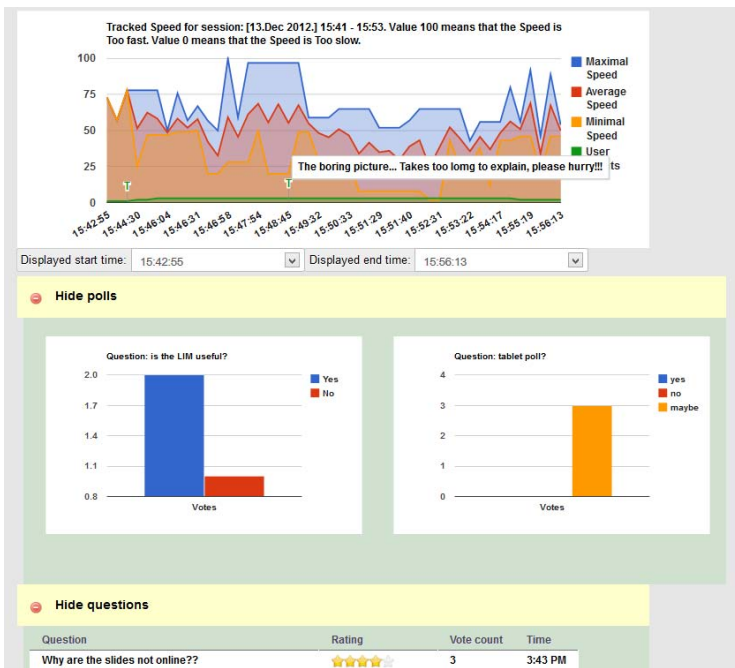 Tracked Speed for session: [13.Dec 2012.] 15:41 - 15:53. Value 100 means that the Speed is
Too fast. Value 0 means that the Speed is Too slow.
100
75
50
25
0
Maximal
Speed
Average
Speed
Minimal
Speed
User
ts
The boring picture... Takes too lomg to explain, please hurry!!!
T
T
15:42:55
15:44:30
15:46:04
15:46:31
15:46:58
15:47:54
15:48:45
15:49:32
15:50:33
15:51:29
15:51:40
15:52:31
15:53:22
15:54:17
15:55:19
15:56:13
Displayed start time: 15:42:55 Displayed end time: 15:56:13
Hide polls
Question: is the LIM useful?
2.0
1.7
1.4
1.1
0.8
Yes
No
Votes
Question: tablet poll?
4
3
2
1
0
yes
no
maybe
Votes
Hide questions
Question Rating Vote count Time
Why are the slides not online?? 3 3:43 PM